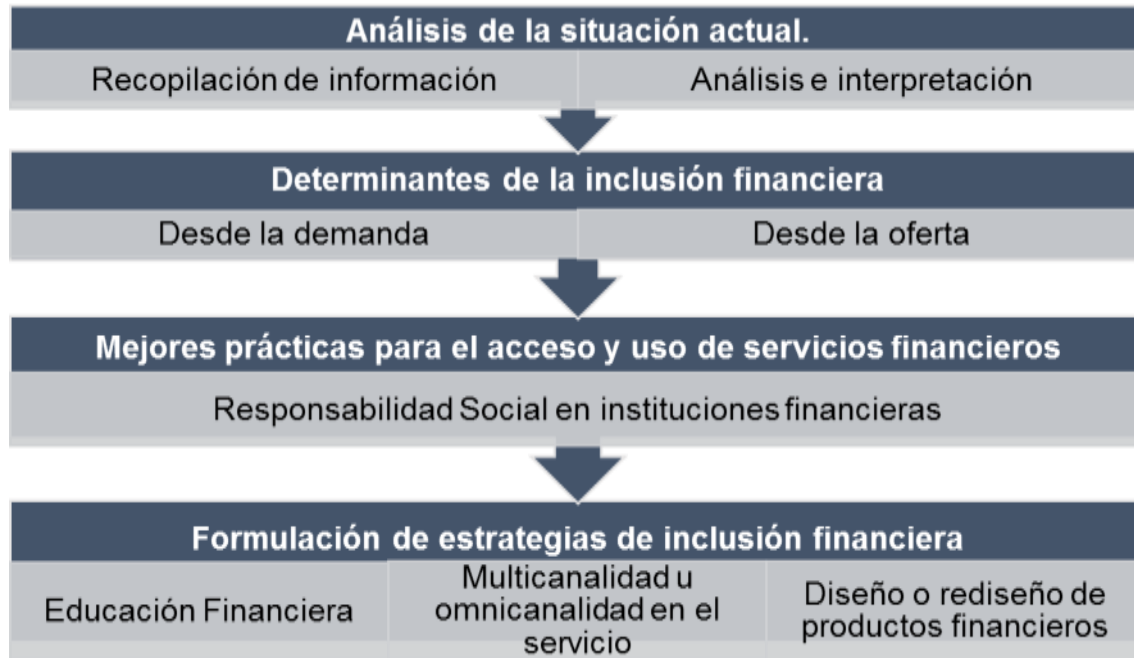 Análisis de la situación actual.
Recopilación de información
Análisis e interpretación
Determinantes de la inclusión financiera
Desde la demanda
Desde la oferta
Mejores prácticas para el acceso y uso de servicios financieros
Responsabilidad Social en instituciones financieras
Formulación de estrategias de inclusión financiera
Educación Financiera
Multicanalidad u
omnicanalidad en el
servicio
Diseño o rediseño de
productos financieros